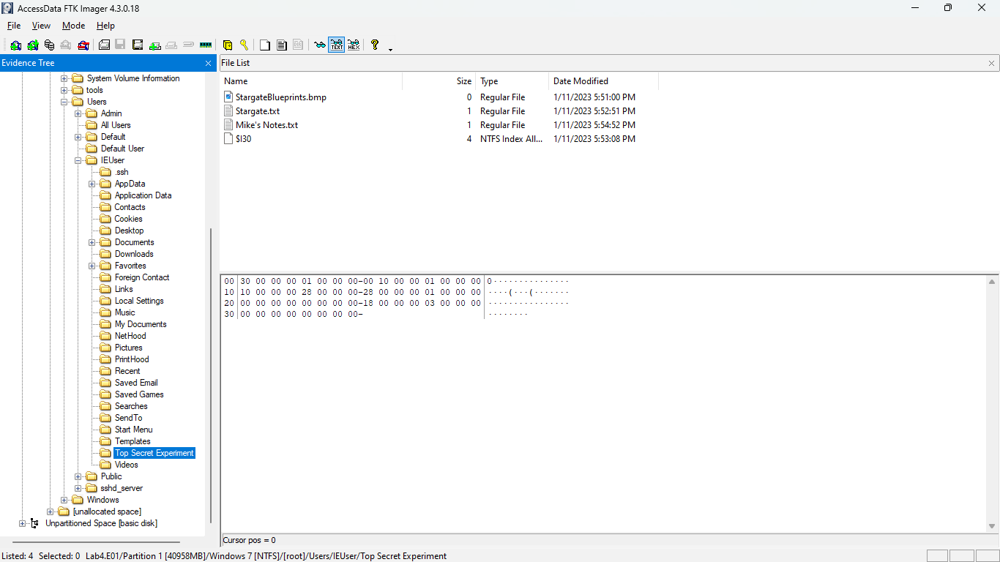 AccessData FTK Imager 4.3.0.18
File View Mode Help
TEXT HEX DIR ?
Evidence Tree
System Volume Information
tools
Users
Admin
All Users
Default
Default User
IEUser
.ssh
AppData
Application Data
Contacts
Cookies
Desktop
Documents
Downloads
Favorites
Foreign Contact
Links
Local Settings
Music
My Documents
NetHood
Pictures
PrintHood
Recent
Saved Email
Saved Games
Searches
SendTo
Start Menu
Templates
Top Secret Experiment
Videos
Public
sshd_server
Windows
[unallocated space]
Unpartitioned Space [basic disk]
File List
Name Size Type Date Modified
StargateBlueprints.bmp 0 Regular File 1/11/2023 5:51:00 PM
Stargate.txt 1 Regular File 1/11/2023 5:52:51 PM
Mike's Notes.txt 1 Regular File 1/11/2023 5:54:52 PM
$I30 4 NTFS Index All... 1/11/2023 5:53:08 PM
00 30 00 00 00 01 00 00 00-00 10 00 00 01 00 00 00 0···············
10 10 00 00 00 28 00 00 00-28 00 00 00 01 00 00 00 ····(···(·······
20 00 00 00 00 00 00 00 00-18 00 00 00 03 00 00 00 ················
30 00 00 00 00 00 00 00 00- ········
Cursor pos = 0
Listed: 4 Selected: 0 Lab4.E01/Partition 1 [40958MB]/Windows 7 [NTFS]/[root]/Users/IEUser/Top Secret Experiment